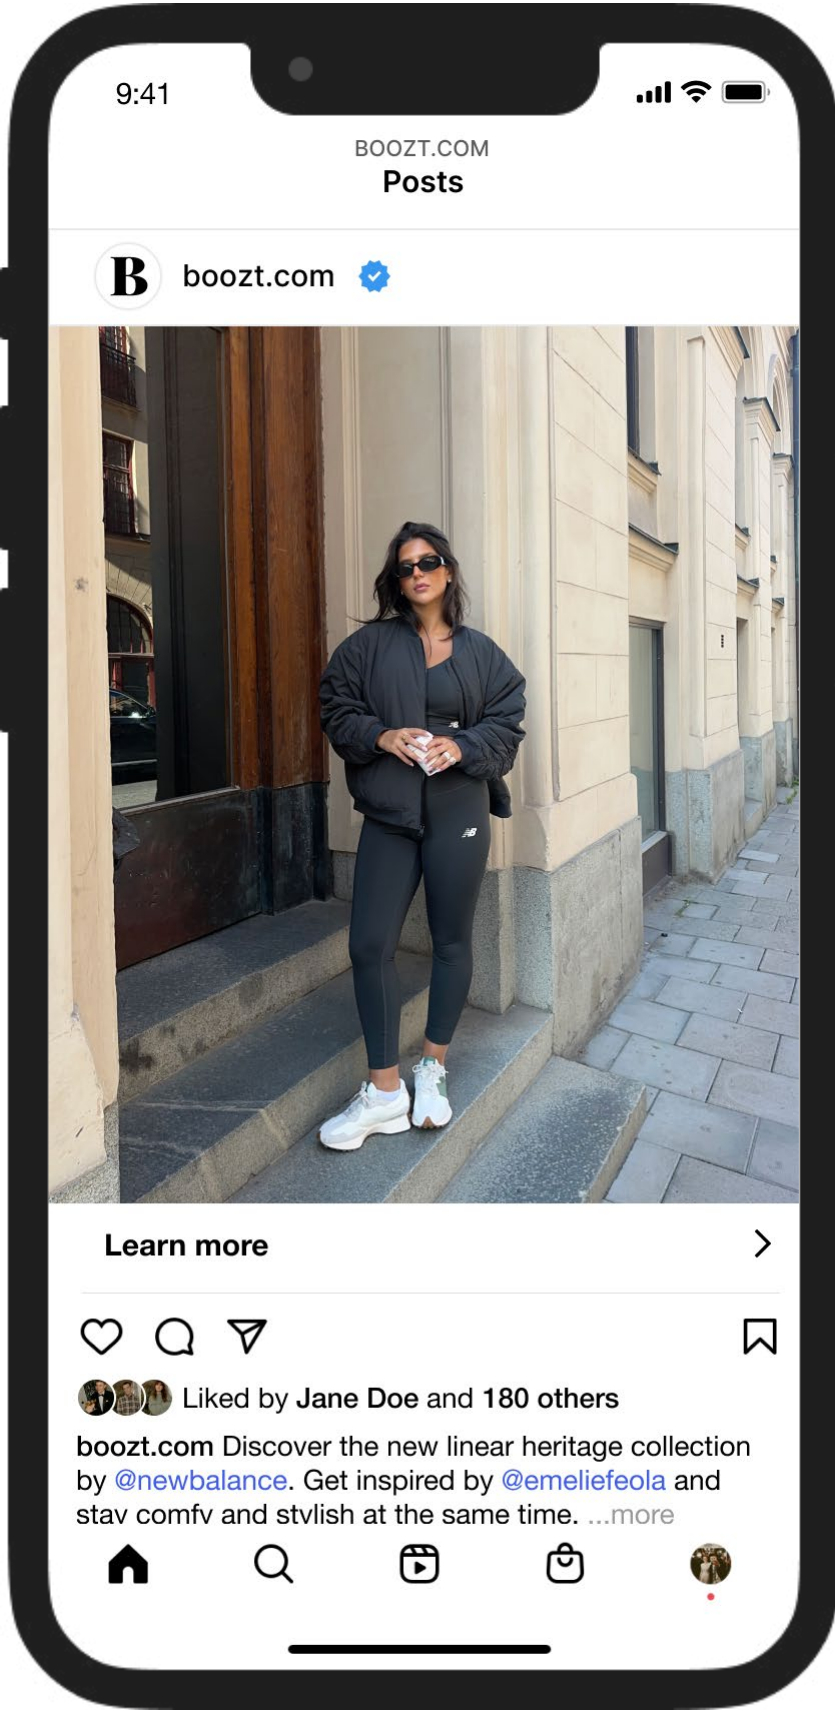 9:41
BOOZT.COM
Posts
B boozt.com
NB
Learn more
Liked by Jane Doe and 180 others
boozt.com Discover the new linear heritage collection
by @newbalance. Get inspired by @emeliefeola and
stay comfy and stylish at the same time. ...more